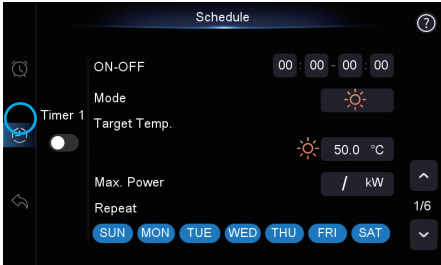 Schedule
?
ON-OFF 00 : 00 - 00 : 00
Mode
Timer 1
Target Temp.
50.0 °C
Max. Power / kW
1/6
Repeat
SUN MON TUE WED THU FRI SAT